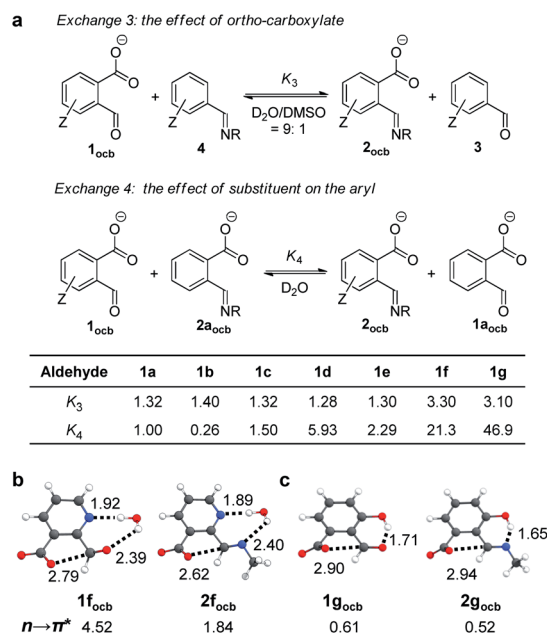 a Exchange 3: the effect of ortho-carboxylate
O⊖ O Z O 1ocb + Z NR 4 K3 D2O/DMSO = 9: 1 O⊖ O Z NR 2ocb + Z O 3
Exchange 4: the effect of substituent on the aryl
O⊖ O Z O 1ocb + O⊖ O NR 2aocb K4 D2O O⊖ O Z NR 2ocb + O⊖ O O 1aocb
Aldehyde 1a 1b 1c 1d 1e 1f 1g
K3 1.32 1.40 1.32 1.28 1.30 3.30 3.10
K4 1.00 0.26 1.50 5.93 2.29 21.3 46.9
b c
1.92 2.39 2.79 1.89 2.40 2.62 1.71 2.90 1.65 2.94
1focb 2focb 1gocb 2gocb
n→π* 4.52 1.84 0.61 0.52